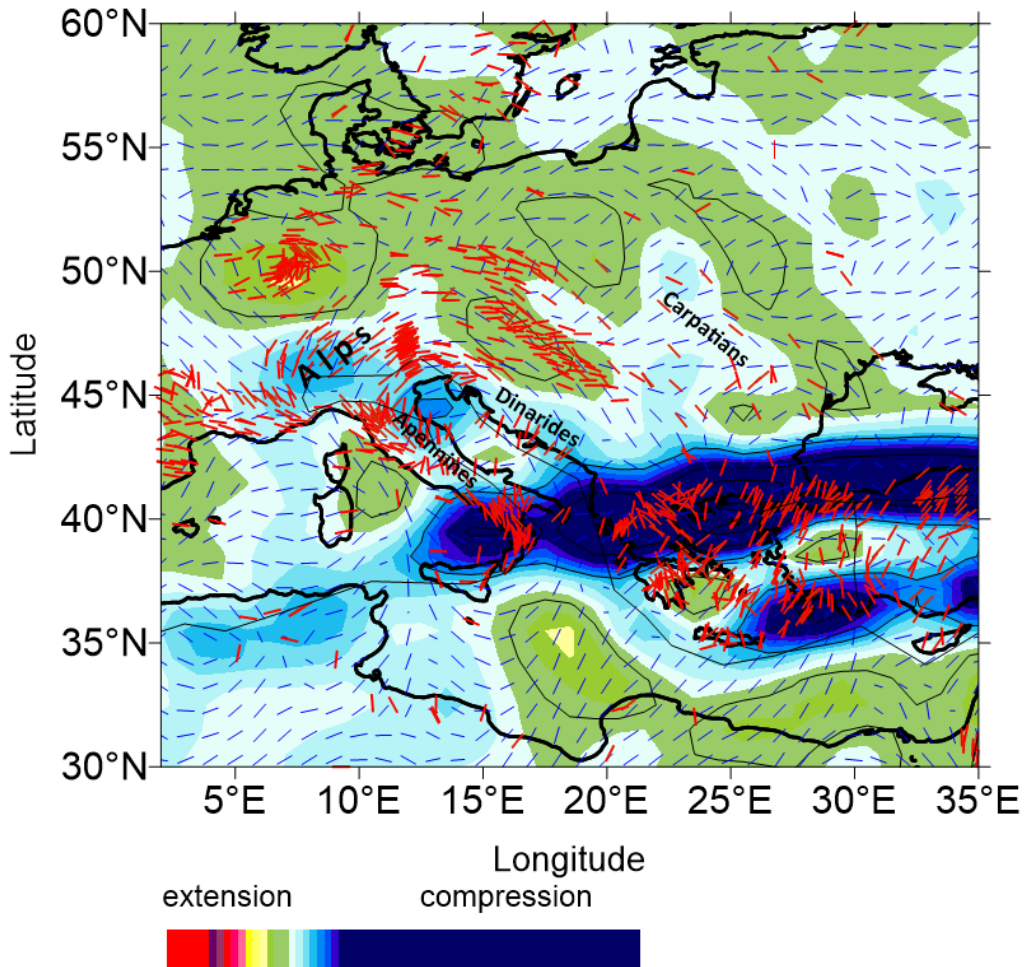 60°N
55°N
50°N
45°N
40°N
35°N
30°N
Latitude
Alps
Carpatians
Dinarides
Apennines
5°E 10°E 15°E 20°E 25°E 30°E 35°E
Longitude
extension compression